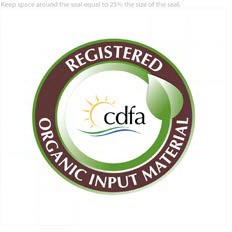 Keep space around the seal equal to 25% the size of the seal.
REGISTERED
cdfa
ORGANIC INPUT MATERIAL